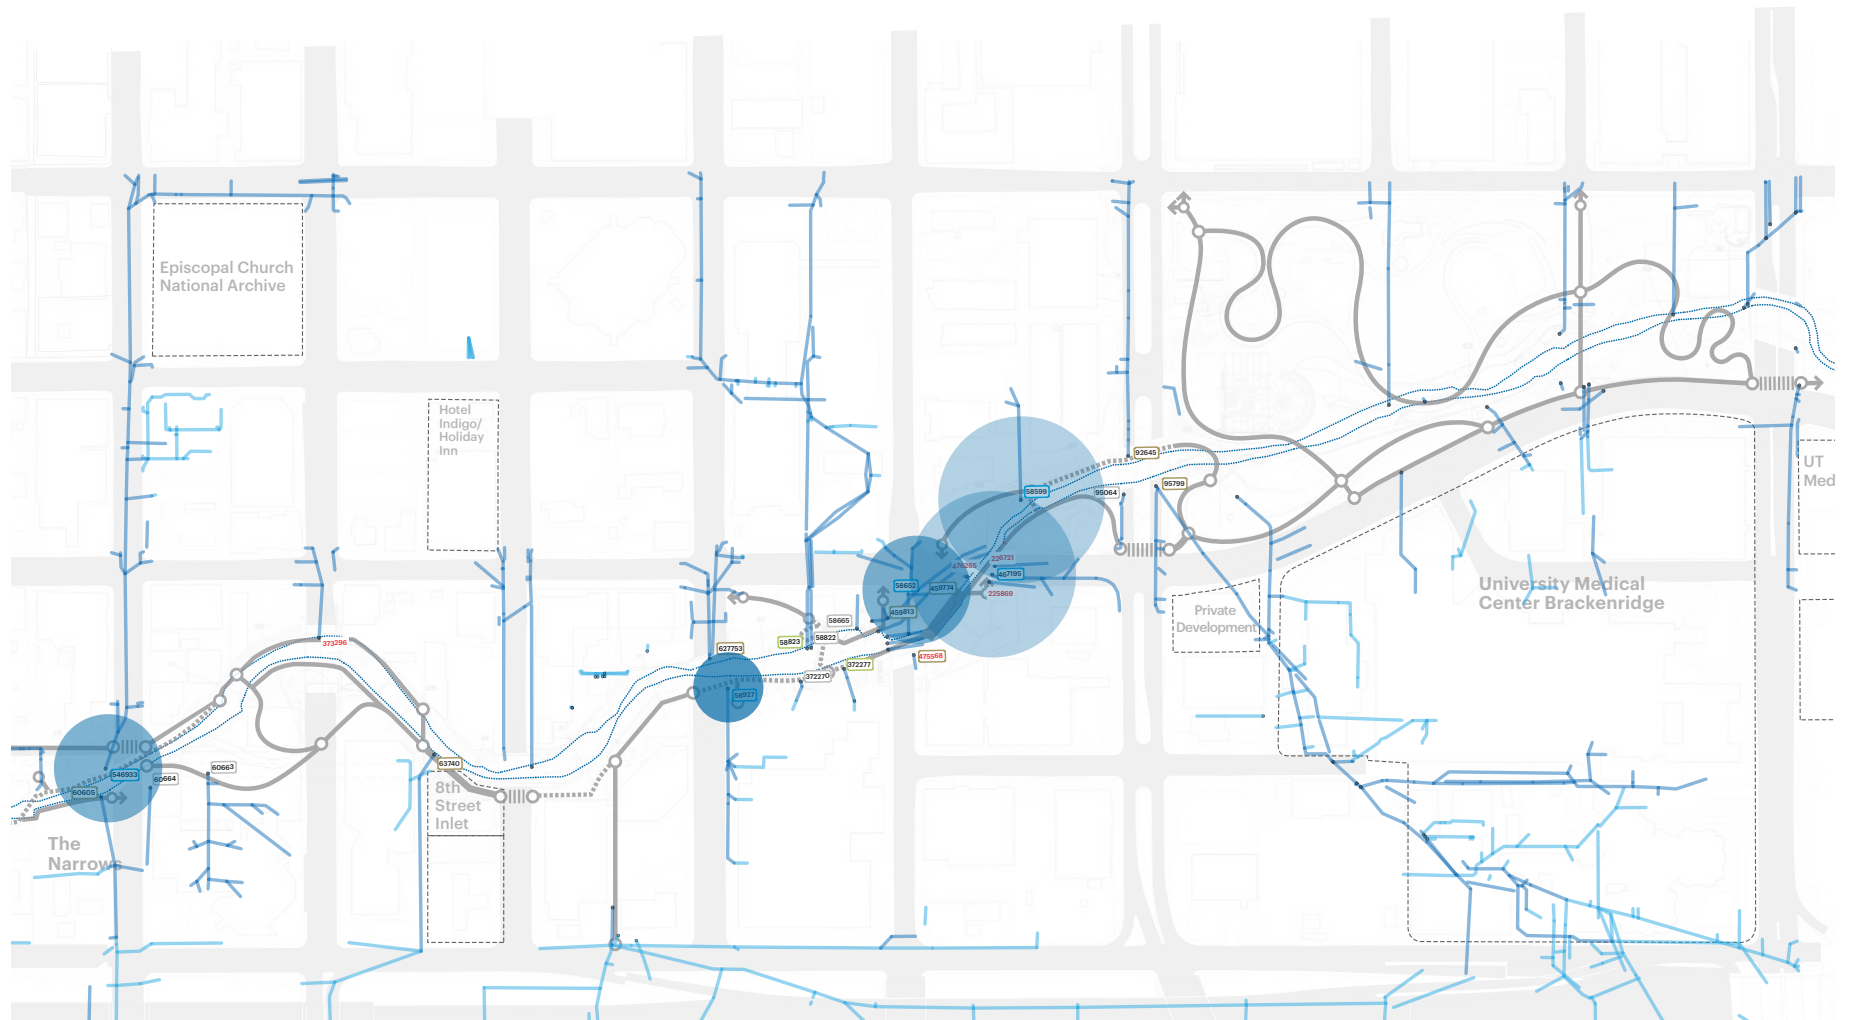 Episcopal Church
National Archive
Hotel
Indigo/
Holiday
Inn
92645
UT
Med
95799
58599
95064
226721
476265
467195
University Medical
Center Brackenridge
58652
459774
225869
459813
Private
Development
58665
58822
58823
373296
627753
475568
372277
372270
58927
63740
60663
546933
60664
60605
8th
Street
Inlet
The
Narrows